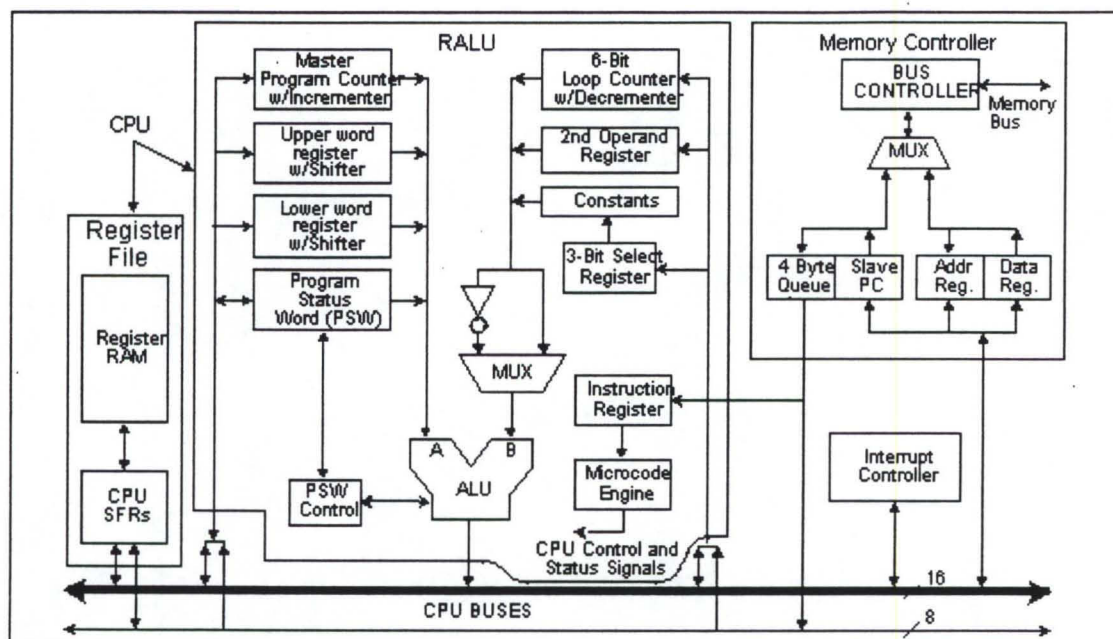 RALU
Memory Controller
Master
Program Counter
w/Incrementer
6-Bit
Loop Counter
w/Decrementer
BUS
CONTROLLER
Memory
Bus
CPU
Upper word
register
w/Shifter
2nd Operand
Register
MUX
Lower word
register
w/Shifter
Constants
Register
File
3-Bit Select
Register
4 Byte
Queue
Slave
PC
Addr
Reg.
Data
Reg.
Program
Status
Word (PSW)
Register
RAM
MUX
Instruction
Register
A
B
ALU
Interrupt
Controller
CPU
SFRs
PSW
Control
Microcode
Engine
CPU Control and
Status Signals
16
CPU BUSES
8